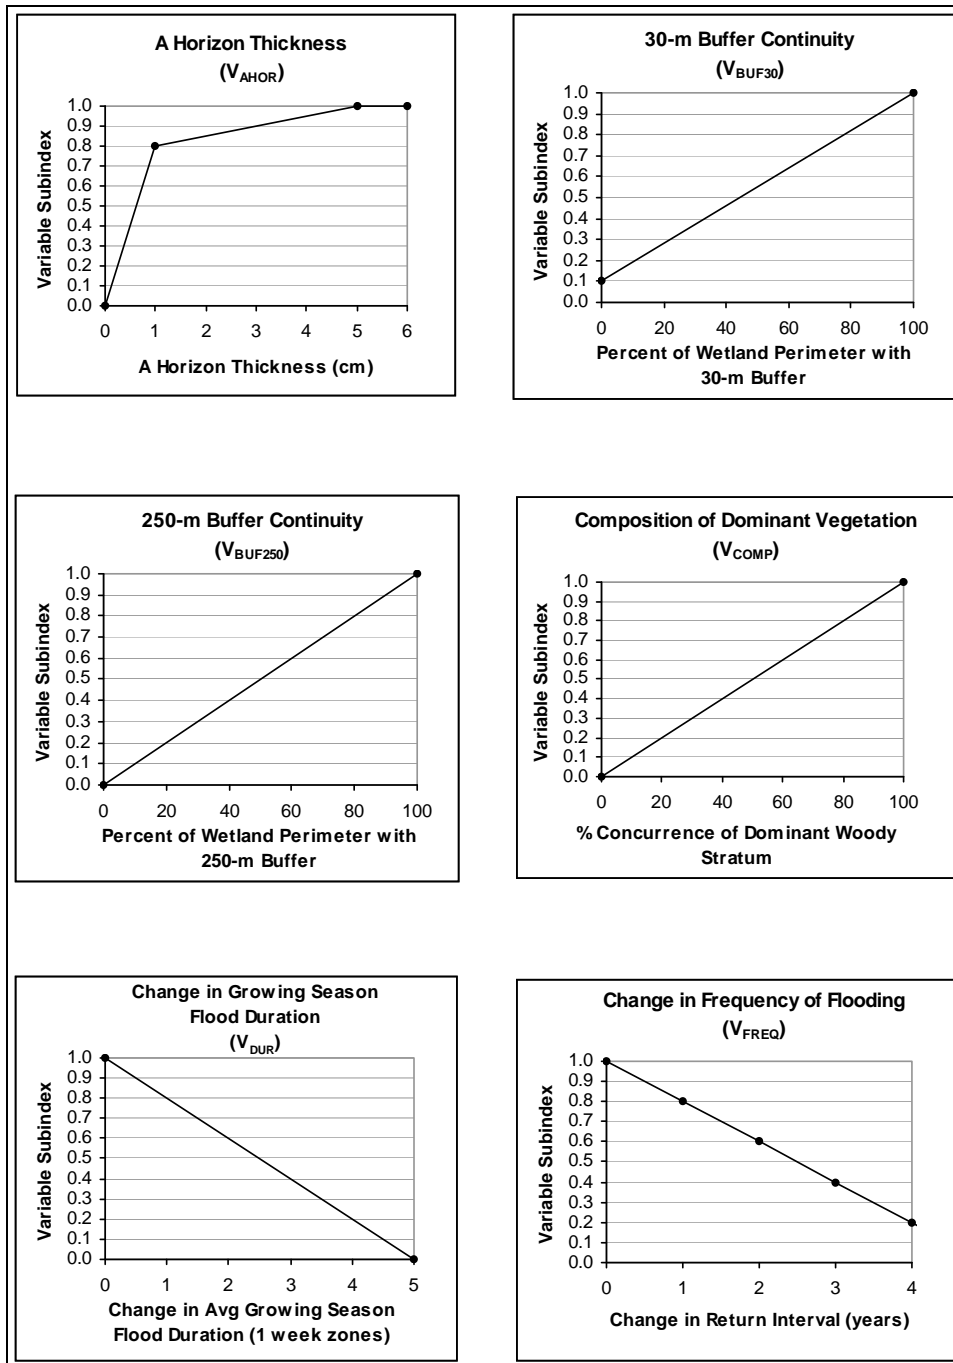 A Horizon Thickness
(VAHOR)
1.0
0.9
0.8
0.7
0.6
0.5
0.4
0.3
0.2
0.1
0.0
Variable Subindex
0 1 2 3 4 5 6
A Horizon Thickness (cm)
30-m Buffer Continuity
(VBUF30)
1.0
0.9
0.8
0.7
0.6
0.5
0.4
0.3
0.2
0.1
0.0
Variable Subindex
0 20 40 60 80 100
Percent of Wetland Perimeter with
30-m Buffer
250-m Buffer Continuity
(VBUF250)
1.0
0.9
0.8
0.7
0.6
0.5
0.4
0.3
0.2
0.1
0.0
Variable Subindex
0 20 40 60 80 100
Percent of Wetland Perimeter with
250-m Buffer
Composition of Dominant Vegetation
(VCOMP)
1.0
0.9
0.8
0.7
0.6
0.5
0.4
0.3
0.2
0.1
0.0
Variable Subindex
0 20 40 60 80 100
% Concurrence of Dominant Woody
Stratum
Change in Growing Season
Flood Duration
(VDUR)
1.0
0.9
0.8
0.7
0.6
0.5
0.4
0.3
0.2
0.1
0.0
Variable Subindex
0 1 2 3 4 5
Change in Avg Growing Season
Flood Duration (1 week zones)
Change in Frequency of Flooding
(VFREQ)
1.0
0.9
0.8
0.7
0.6
0.5
0.4
0.3
0.2
0.1
0.0
Variable Subindex
0 1 2 3 4
Change in Return Interval (years)